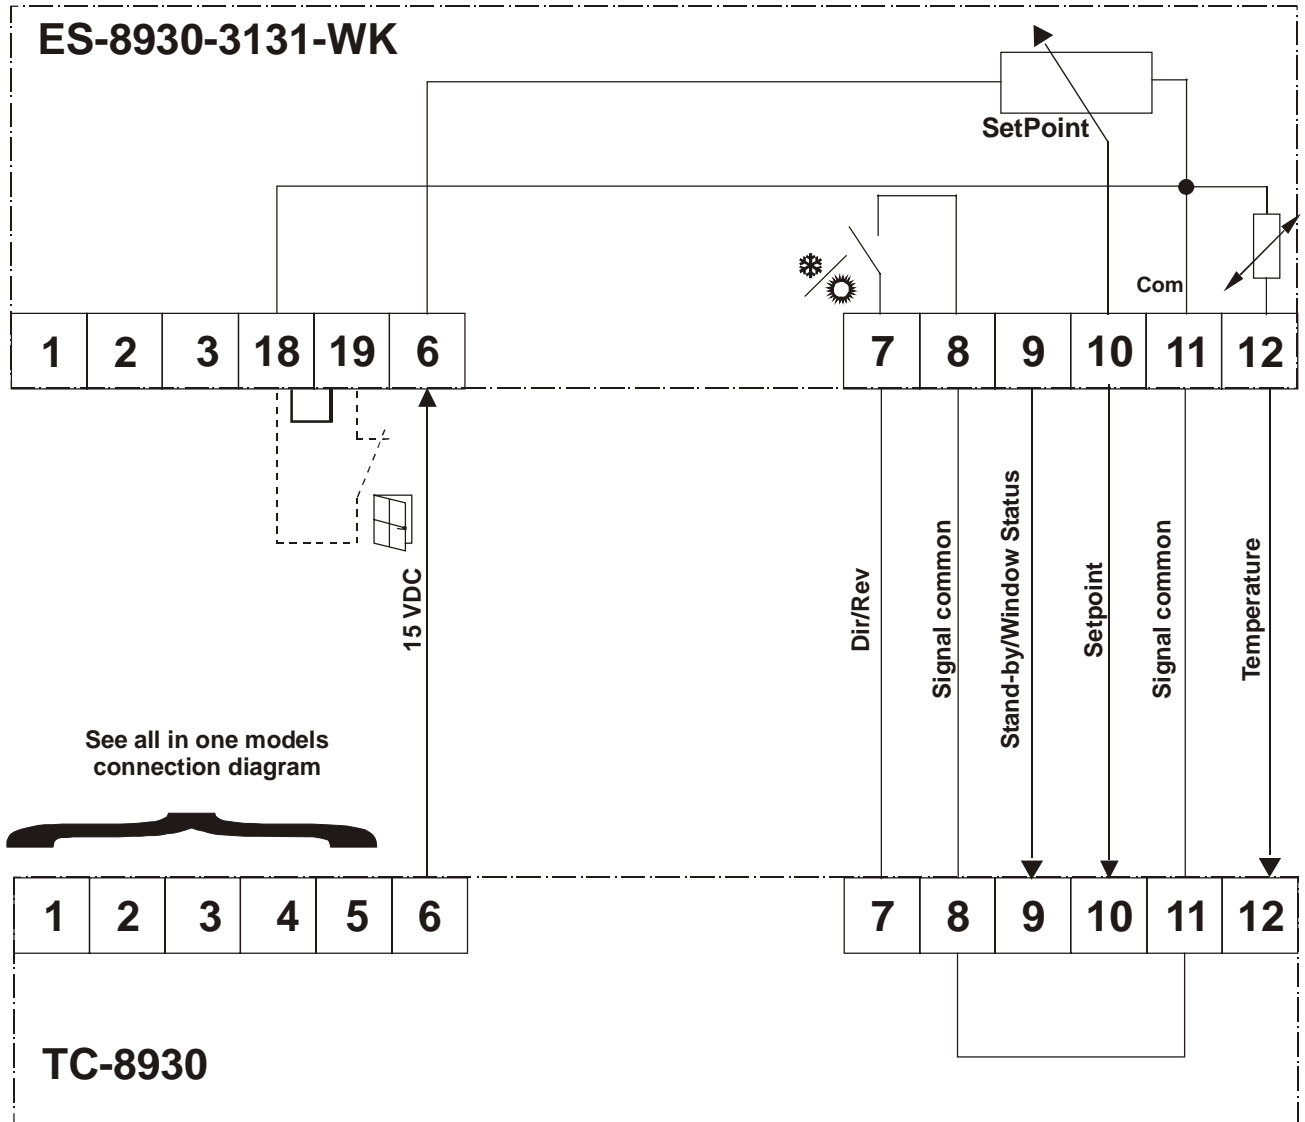 ES-8930-3131-WK
SetPoint
Com
1 2 3 18 19 6 7 8 9 10 11 12
15 VDC
Dir/Rev
Signal common
Stand-by/Window Status
Setpoint
Signal common
Temperature
See all in one models
connection diagram
1 2 3 4 5 6 7 8 9 10 11 12
TC-8930